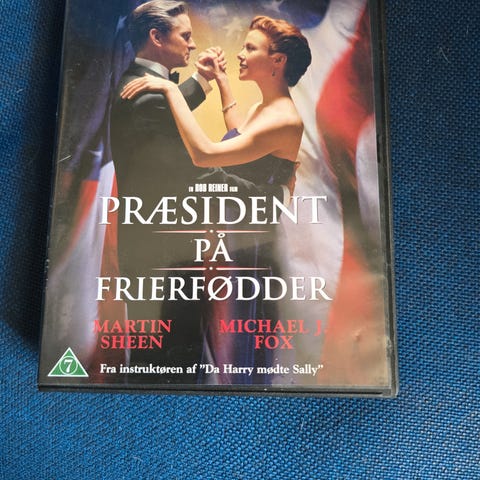 EN ROB REINER FILM
PRÆSIDENT
PÅ
FRIERFØDDER
MARTIN MICHAEL J.
SHEEN FOX
7
Fra instruktøren af "Da Harry mødte Sally"